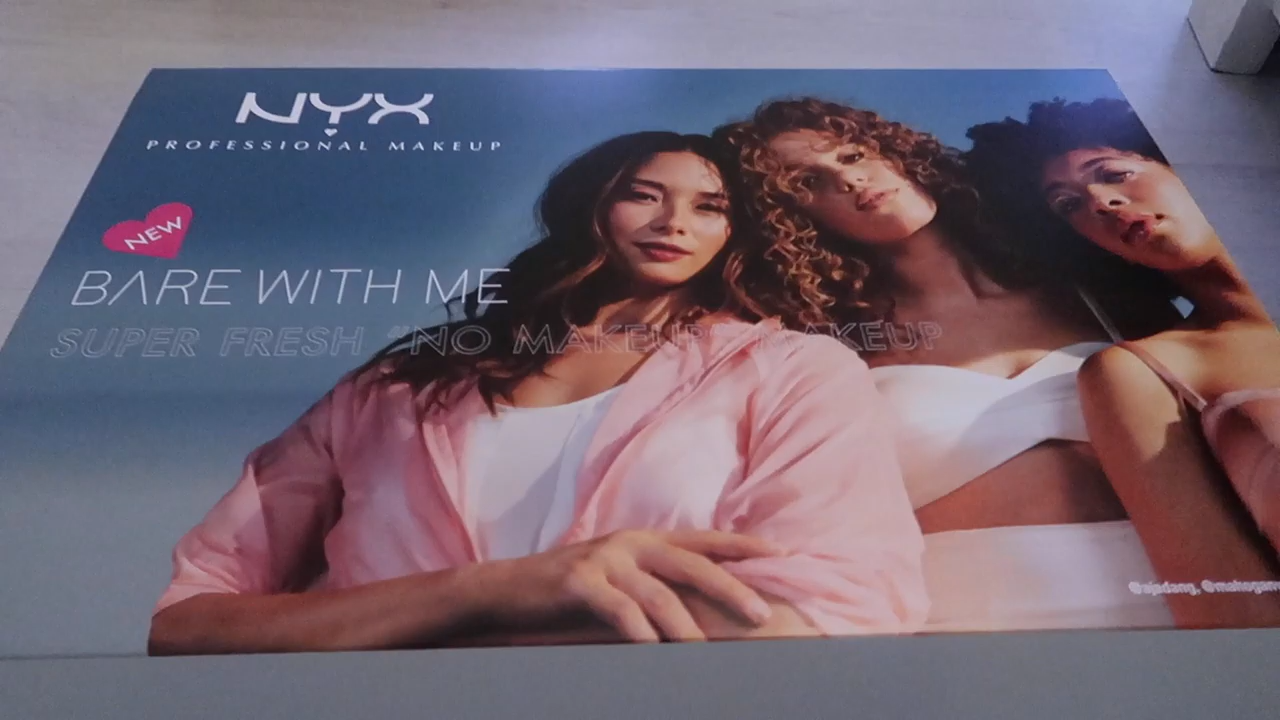 NYX
PROFESSIONAL MAKEUP
NEW
BARE WITH ME
SUPER FRESH "NO MAKEUP" MAKEUP